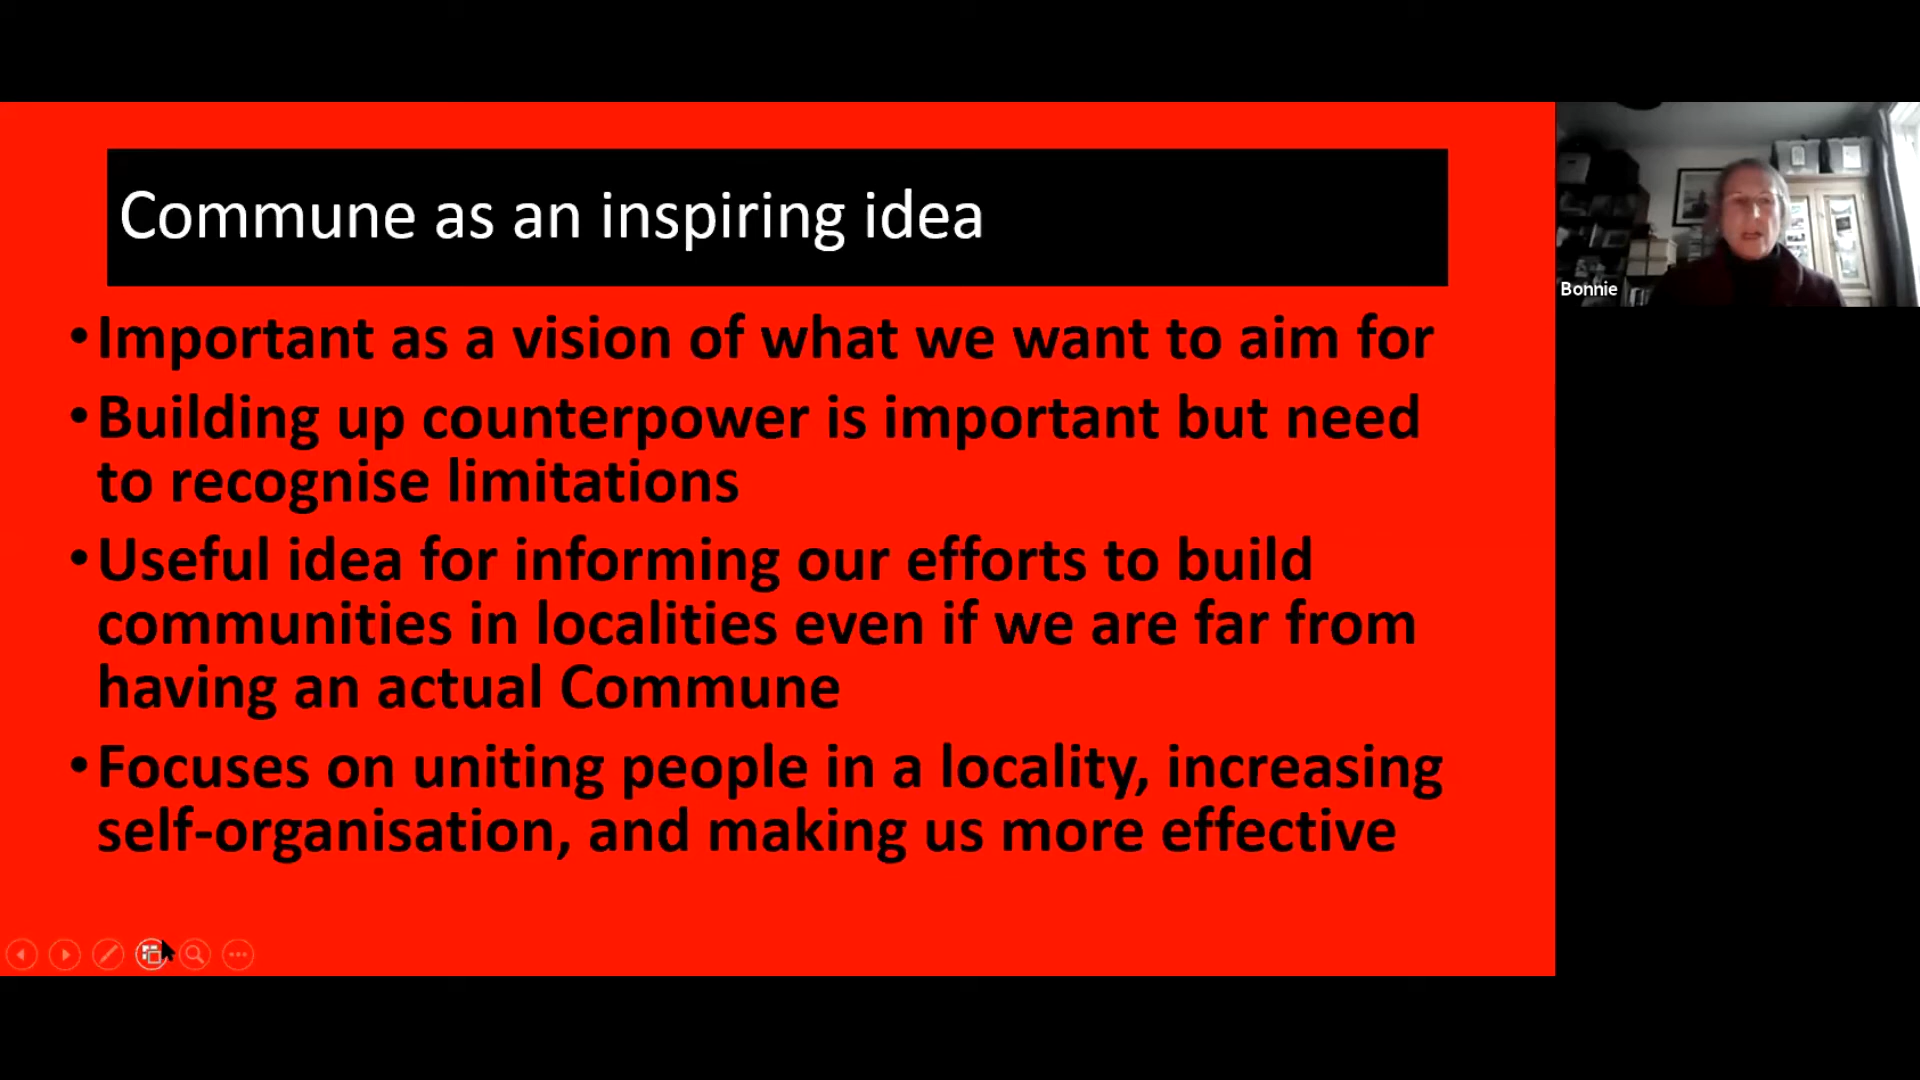 Commune as an inspiring idea
•Important as a vision of what we want to aim for
•Building up counterpower is important but need
to recognise limitations
•Useful idea for informing our efforts to build
communities in localities even if we are far from
having an actual Commune
•Focuses on uniting people in a locality, increasing
self-organisation, and making us more effective
Bonnie